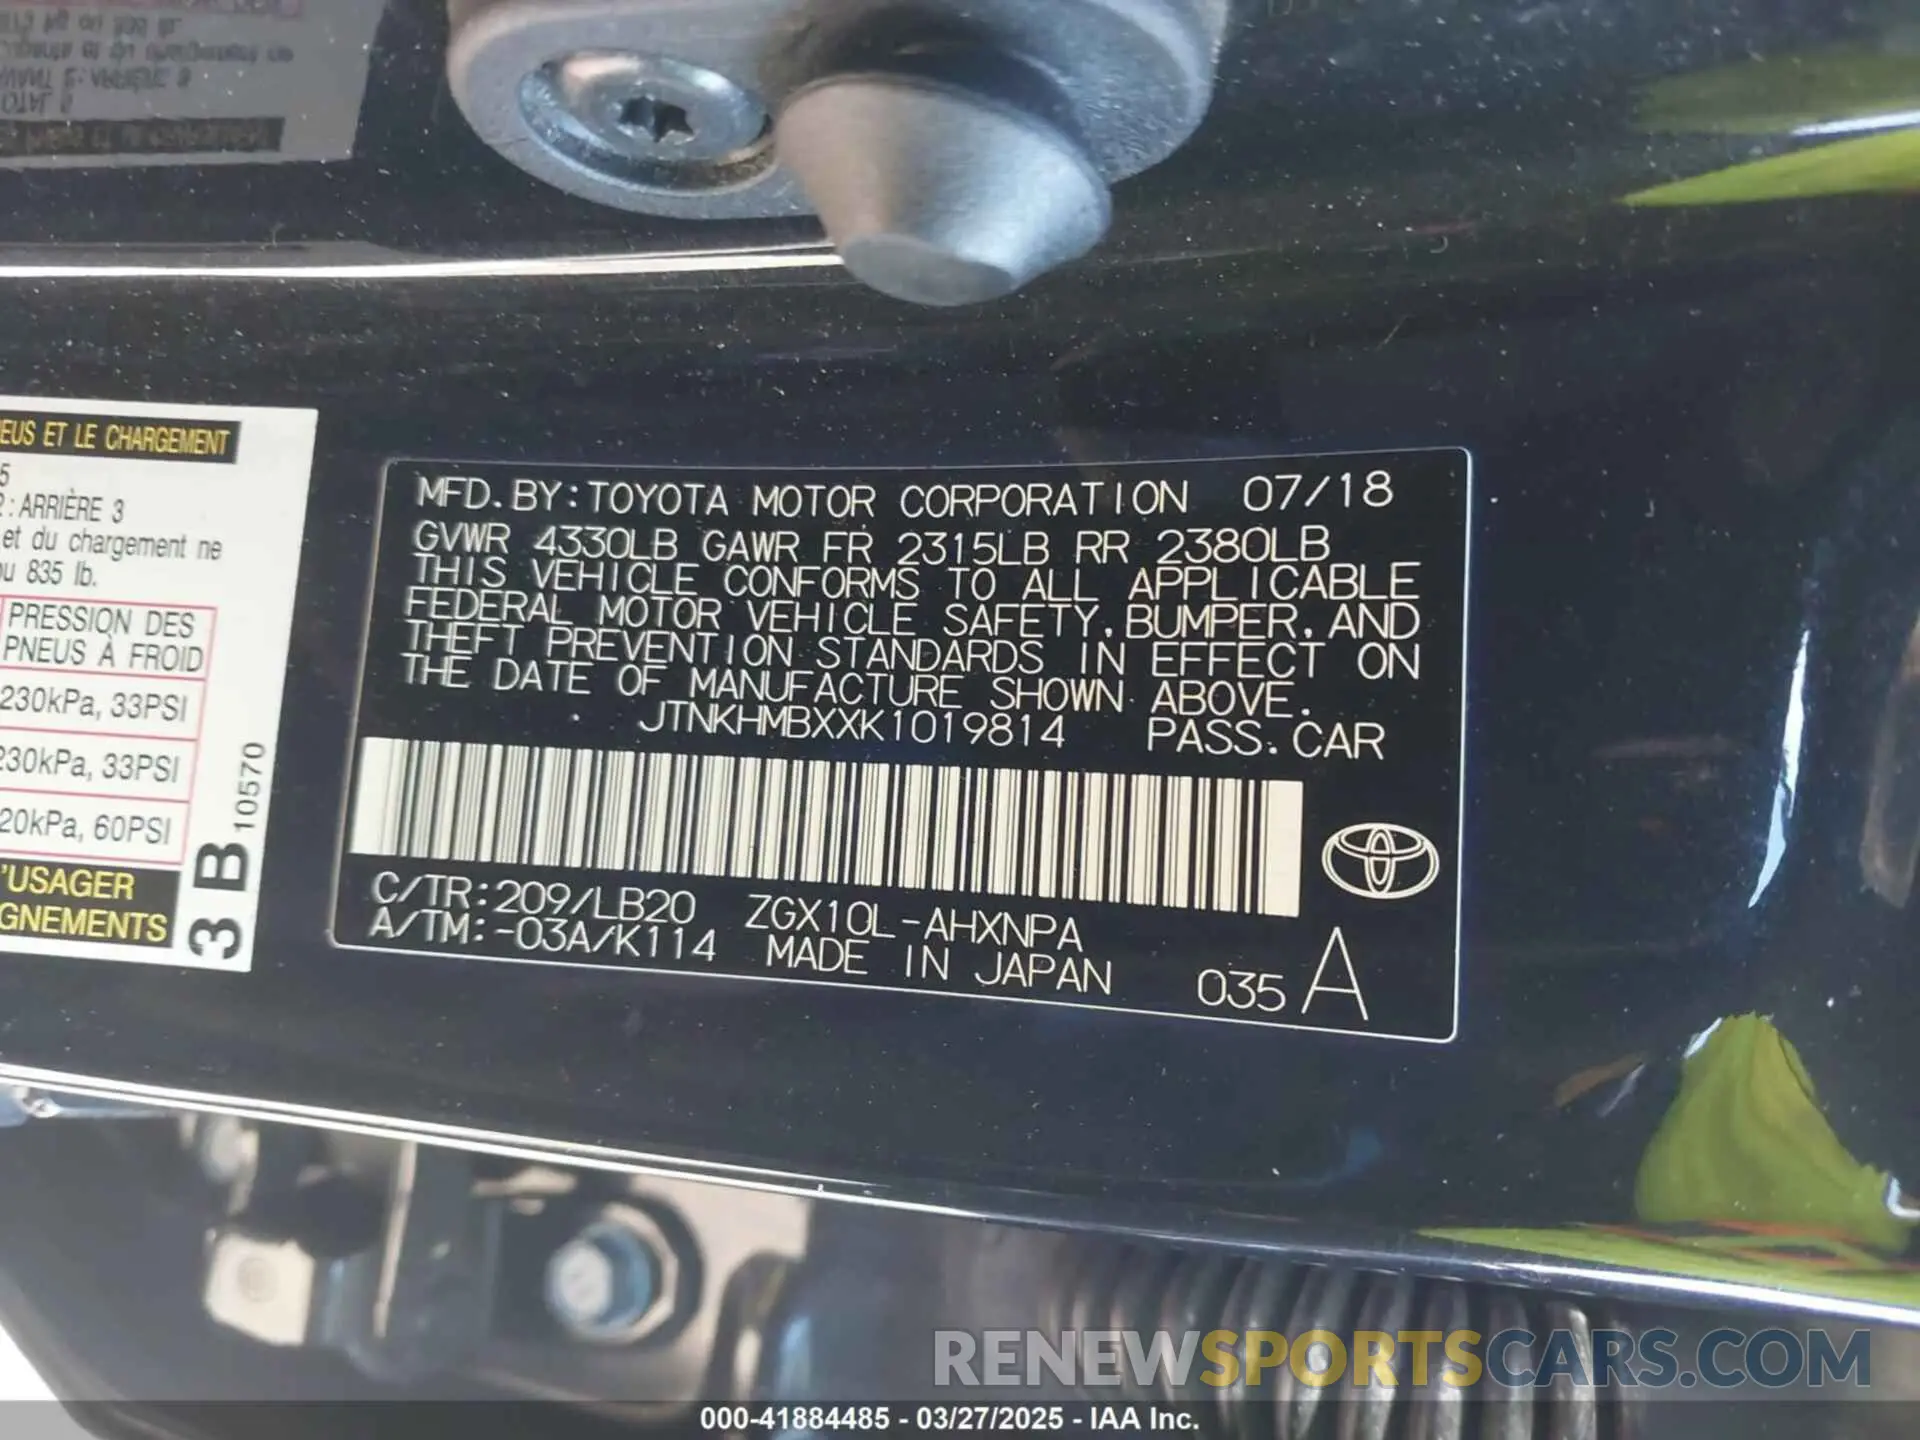 EUS ET LE CHARGEMENT
5
2 : ARRIÈRE 3
et du chargement ne
835 lb.
PRESSION DES
PNEUS À FROID
230kPa, 33PSI
230kPa, 33PSI
20kPa, 60PSI
'USAGER
GNEMENTS
3B 10570
MFD. BY: TOYOTA MOTOR CORPORATION 07/18
GVWR 4330LB GAWR FR 2315LB RR 2380LB
THIS VEHICLE CONFORMS TO ALL APPLICABLE
FEDERAL MOTOR VEHICLE SAFETY, BUMPER, AND
THEFT PREVENTION STANDARDS IN EFFECT ON
THE DATE OF MANUFACTURE SHOWN ABOVE.
JTNKHMBXXK1019814 PASS. CAR
C/TR: 209/LB20 ZGX10L-AHXNPA
A/TM: -03A/K114 MADE IN JAPAN 035 A
RENEWSPORTSCARS.COM
000-41884485 - 03/27/2025 - IAA Inc.